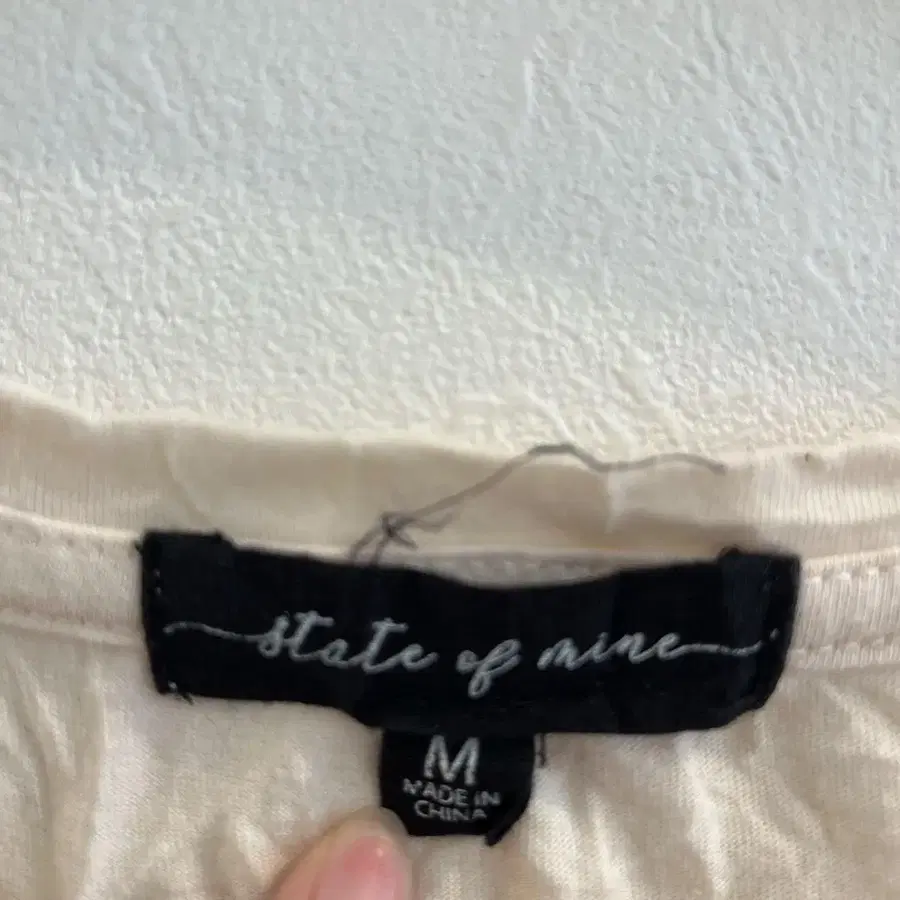 state of mine
M
MADE IN
CHINA